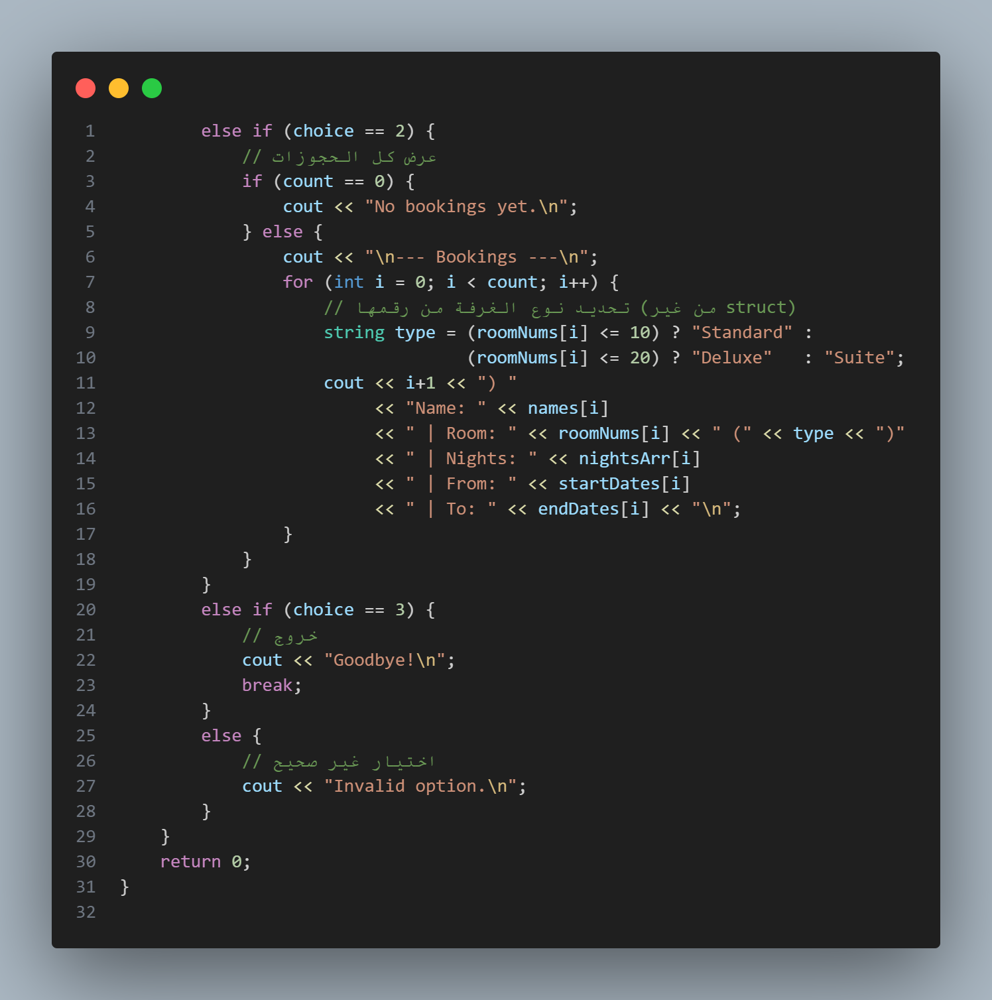 1         else if (choice == 2) {
2             // عرض كل الحجوزات
3             if (count == 0) {
4                 cout << "No bookings yet.\n";
5             } else {
6                 cout << "\n--- Bookings ---\n";
7                 for (int i = 0; i < count; i++) {
8                     // تحديد نوع الغرفة من رقمها (من غير struct)
9                     string type = (roomNums[i] <= 10) ? "Standard" :
10                                   (roomNums[i] <= 20) ? "Deluxe"   : "Suite";
11                     cout << i+1 << ") "
12                          << "Name: " << names[i]
13                          << " | Room: " << roomNums[i] << " (" << type << ")"
14                          << " | Nights: " << nightsArr[i]
15                          << " | From: " << startDates[i]
16                          << " | To: " << endDates[i] << "\n";
17                 }
18             }
19         }
20         else if (choice == 3) {
21             // خروج
22             cout << "Goodbye!\n";
23             break;
24         }
25         else {
26             // اختيار غير صحيح
27             cout << "Invalid option.\n";
28         }
29     }
30     return 0;
31 }
32